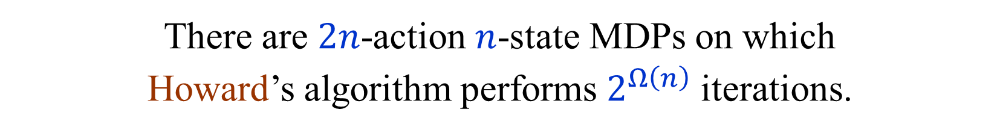 There are 2n-action n-state MDPs on which
Howard’s algorithm performs 2^Ω(n) iterations.